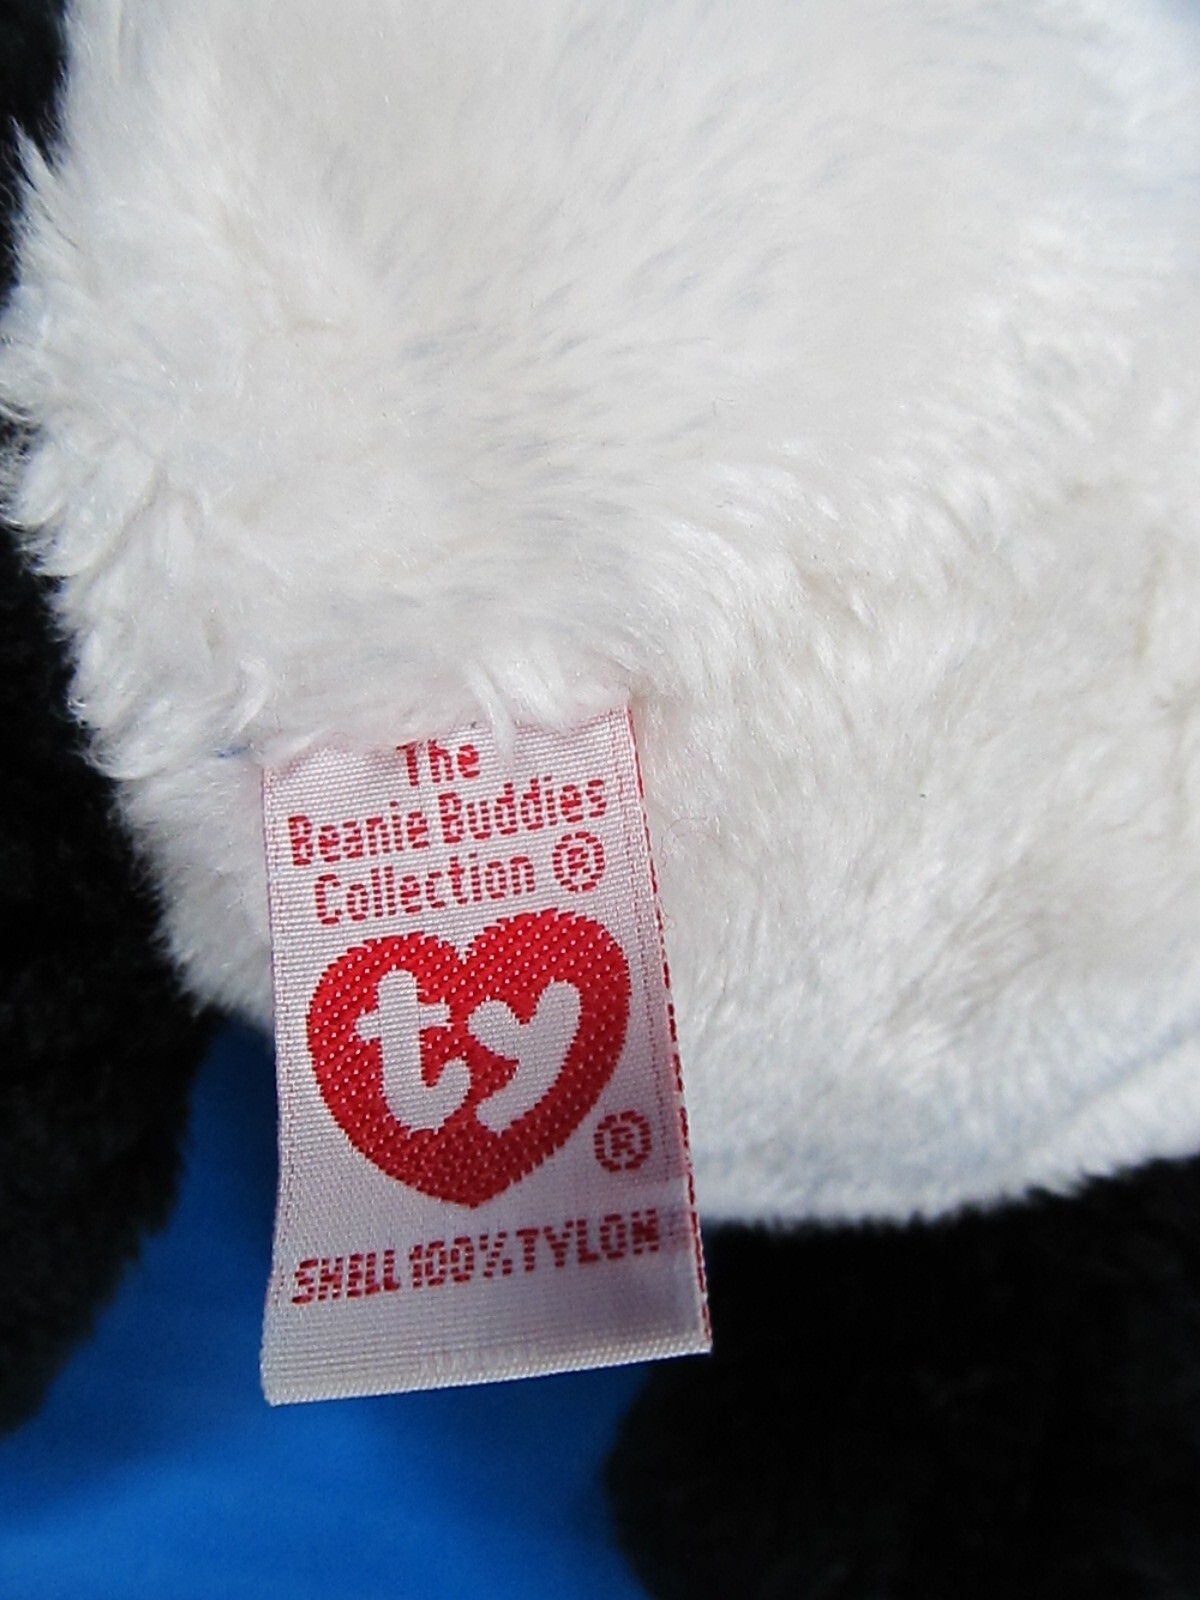 The
Beanie Buddies
Collection ®
ty
®
SHELL 100% TYLON